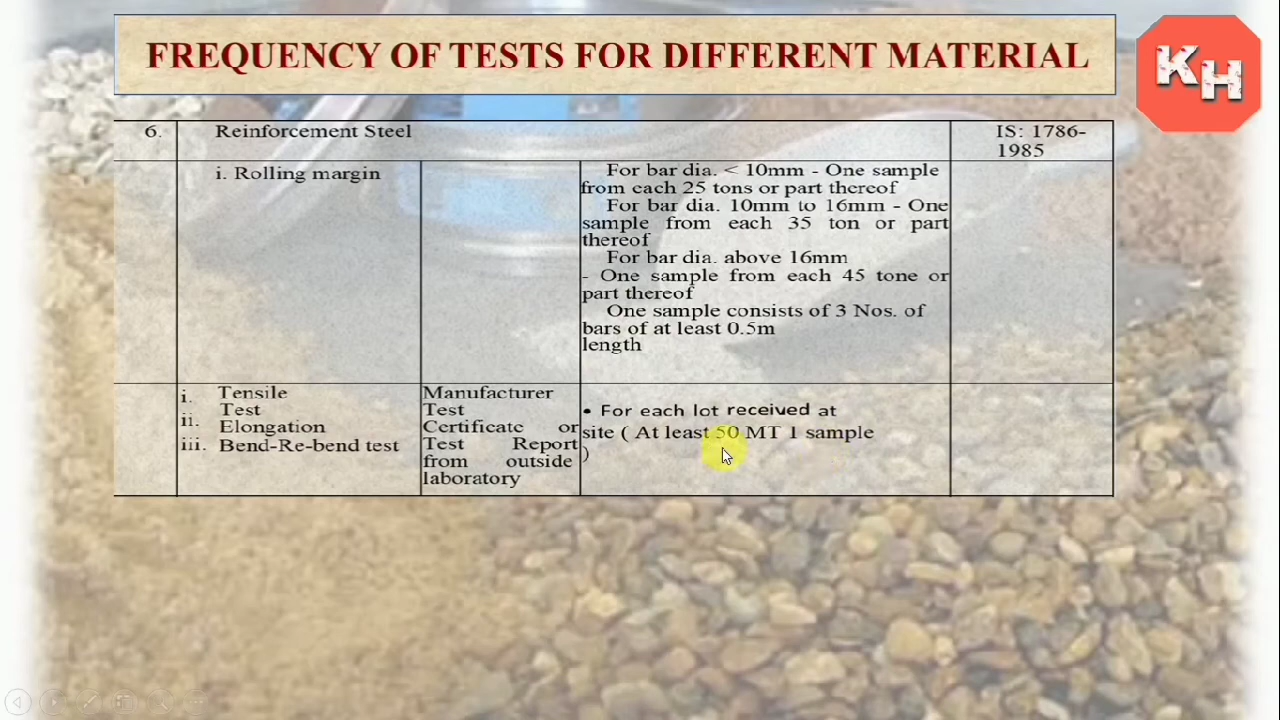 FREQUENCY OF TESTS FOR DIFFERENT MATERIAL
KH
6.
Reinforcement Steel
IS: 1786-
1985
i. Rolling margin
For bar dia. < 10mm - One sample
from each 25 tons or part thereof
For bar dia. 10mm to 16mm - One
sample from each 35 ton or part
thereof
For bar dia. above 16mm
- One sample from each 45 tone or
part thereof
One sample consists of 3 Nos. of
bars of at least 0.5m
length
i. Tensile
Test
ii. Elongation
iii. Bend-Re-bend test
Manufacturer
Test
Certificate or
Test Report
from outside
laboratory
• For each lot received at
site ( At least 50 MT 1 sample
)